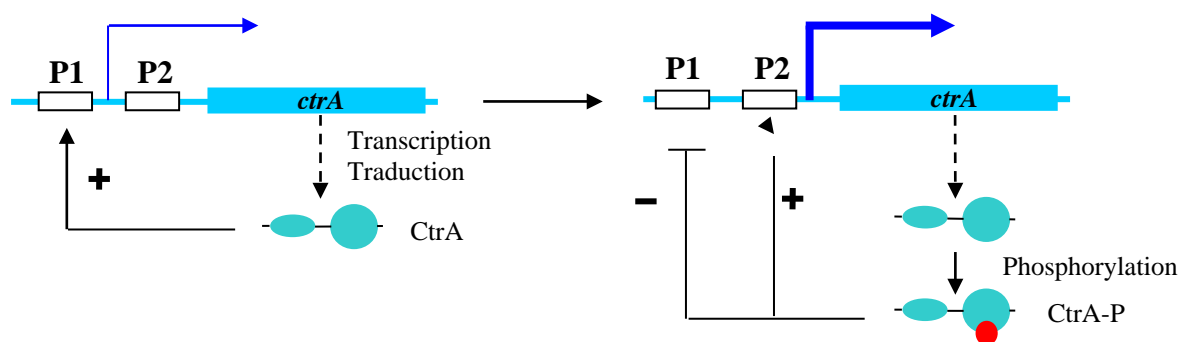 P1 P2
ctrA
Transcription
Traduction
+
CtrA
P1 P2
ctrA
- +
Phosphorylation
CtrA-P